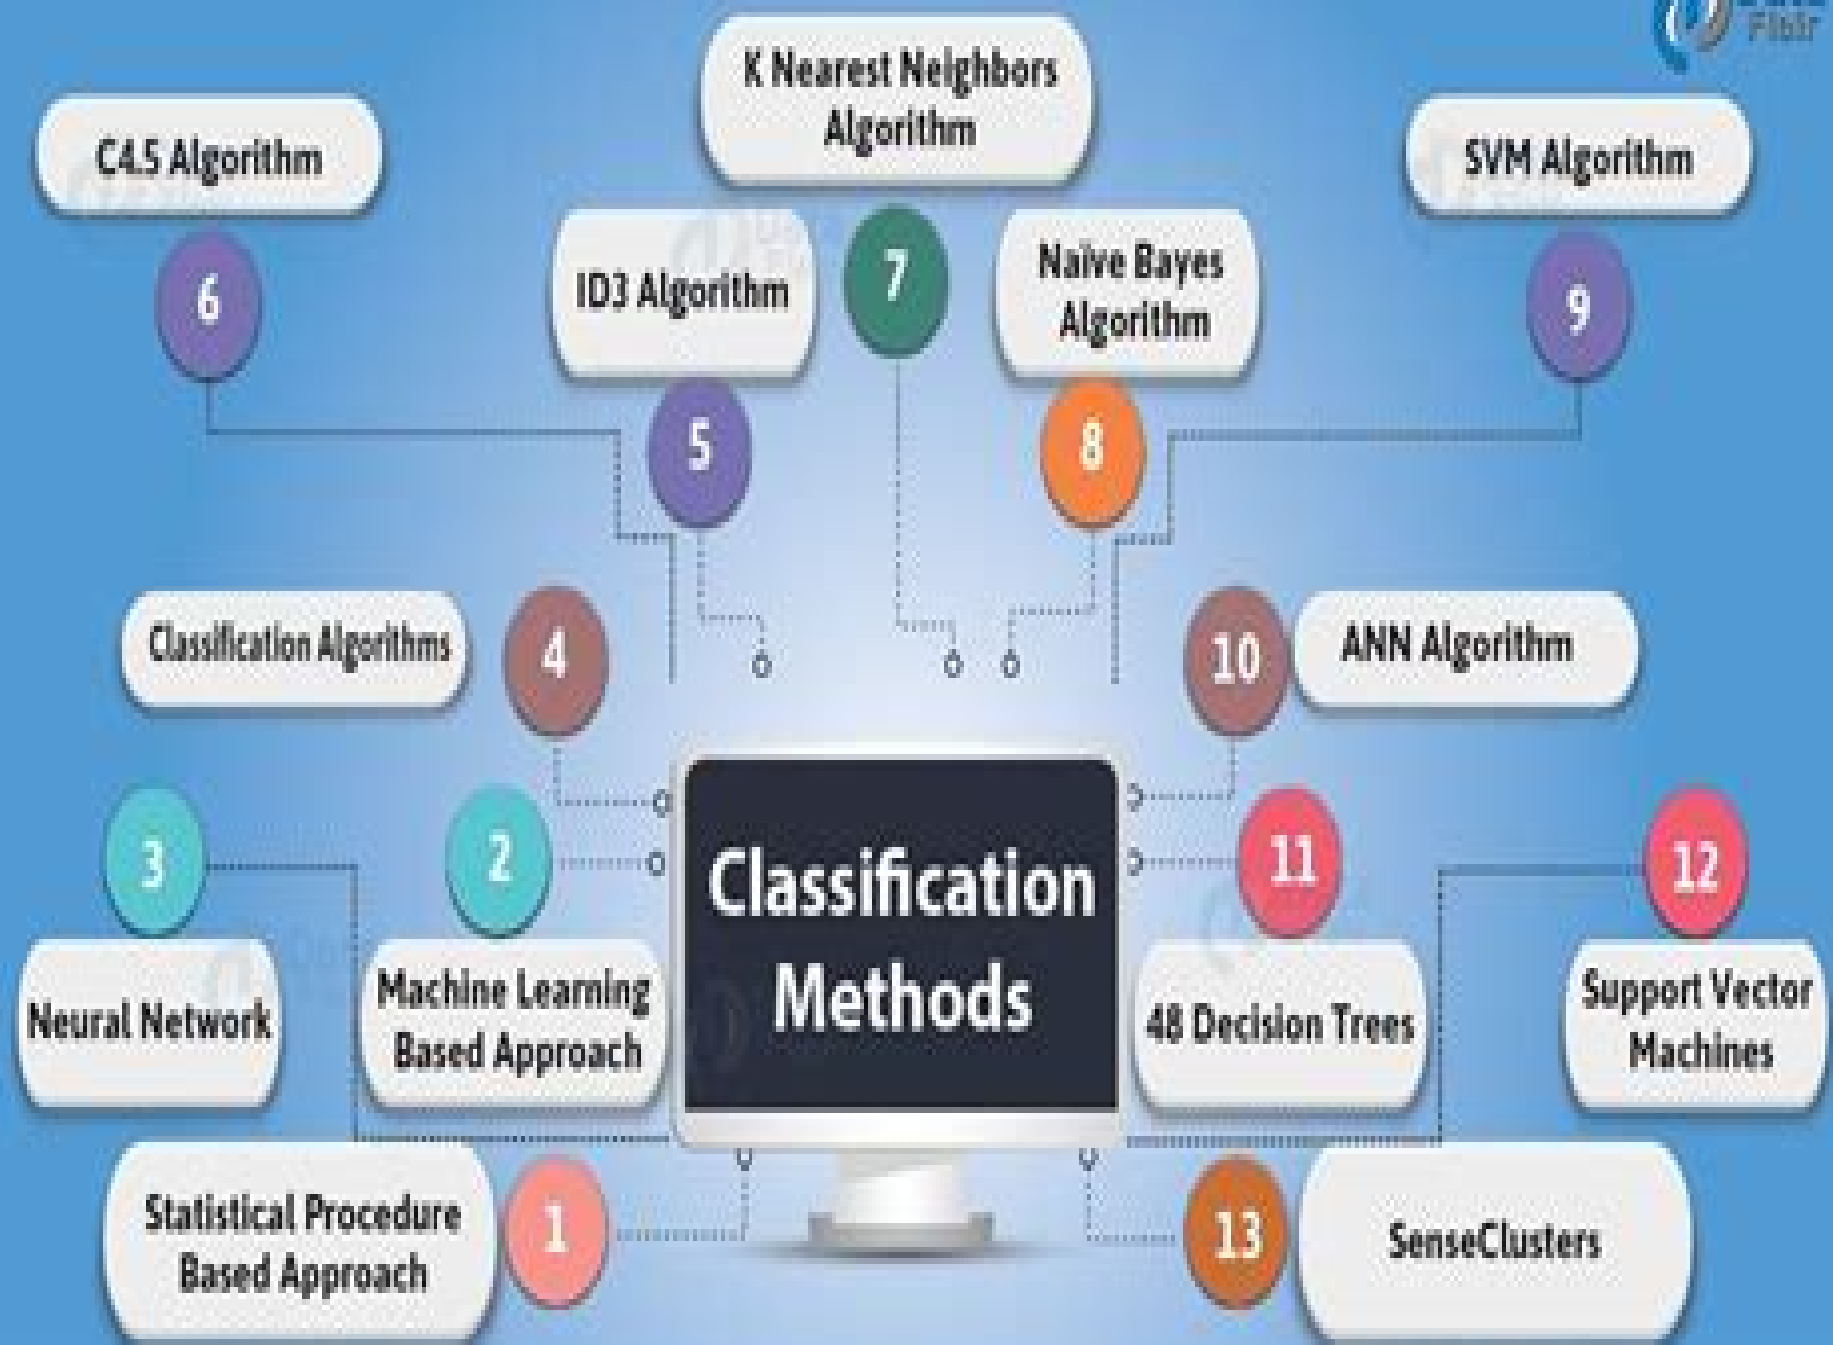 Flair
K Nearest Neighbors
Algorithm
C4.5 Algorithm
SVM Algorithm
6
ID3 Algorithm
7
Naïve Bayes
Algorithm
9
5
8
Classification Algorithms
4
10
ANN Algorithm
3
2
Classification
Methods
11
12
Neural Network
Machine Learning
Based Approach
48 Decision Trees
Support Vector
Machines
Statistical Procedure
Based Approach
1
13
SenseClusters